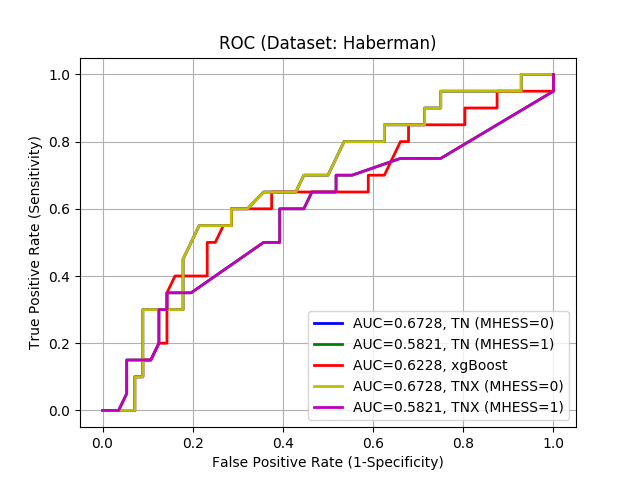 ROC (Dataset: Haberman)
True Positive Rate (Sensitivity)
1.0
0.8
0.6
0.4
0.2
0.0
AUC=0.6728, TN (MHESS=0)
AUC=0.5821, TN (MHESS=1)
AUC=0.6228, xgBoost
AUC=0.6728, TNX (MHESS=0)
AUC=0.5821, TNX (MHESS=1)
0.0 0.2 0.4 0.6 0.8 1.0
False Positive Rate (1-Specificity)